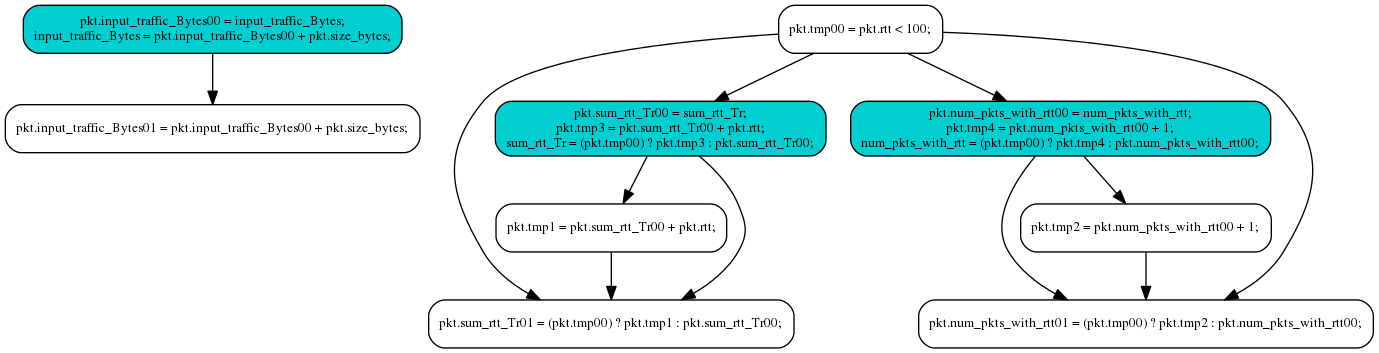 pkt.input_traffic_Bytes00 = input_traffic_Bytes;
input_traffic_Bytes = pkt.input_traffic_Bytes00 + pkt.size_bytes;
pkt.input_traffic_Bytes01 = pkt.input_traffic_Bytes00 + pkt.size_bytes;
pkt.tmp00 = pkt.rtt < 100;
pkt.sum_rtt_Tr00 = sum_rtt_Tr;
pkt.tmp3 = pkt.sum_rtt_Tr00 + pkt.rtt;
sum_rtt_Tr = (pkt.tmp00) ? pkt.tmp3 : pkt.sum_rtt_Tr00;
pkt.num_pkts_with_rtt00 = num_pkts_with_rtt;
pkt.tmp4 = pkt.num_pkts_with_rtt00 + 1;
num_pkts_with_rtt = (pkt.tmp00) ? pkt.tmp4 : pkt.num_pkts_with_rtt00;
pkt.tmp1 = pkt.sum_rtt_Tr00 + pkt.rtt;
pkt.tmp2 = pkt.num_pkts_with_rtt00 + 1;
pkt.sum_rtt_Tr01 = (pkt.tmp00) ? pkt.tmp1 : pkt.sum_rtt_Tr00;
pkt.num_pkts_with_rtt01 = (pkt.tmp00) ? pkt.tmp2 : pkt.num_pkts_with_rtt00;